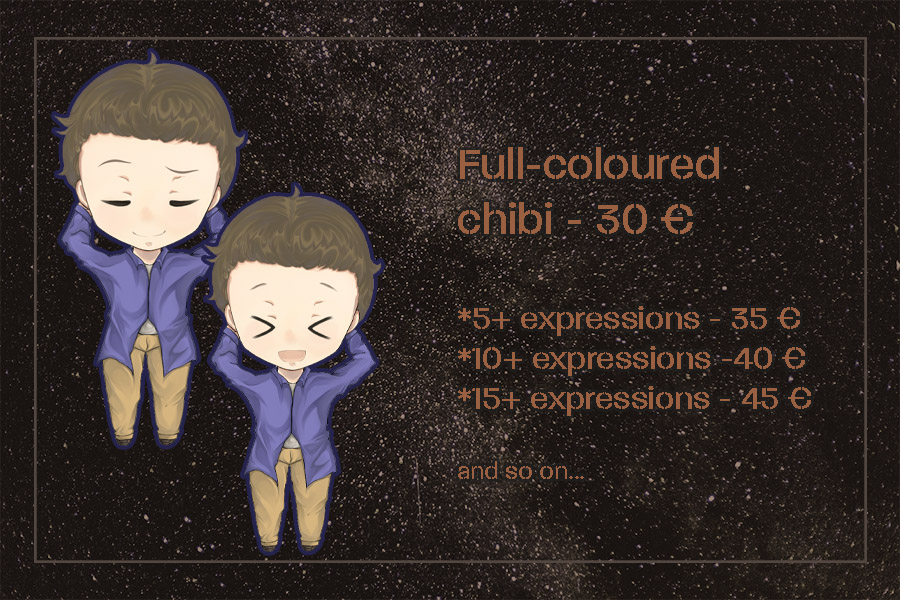 Full-coloured
chibi - 30 €
*5+ expressions - 35 €
*10+ expressions -40 €
*15+ expressions - 45 €
and so on...